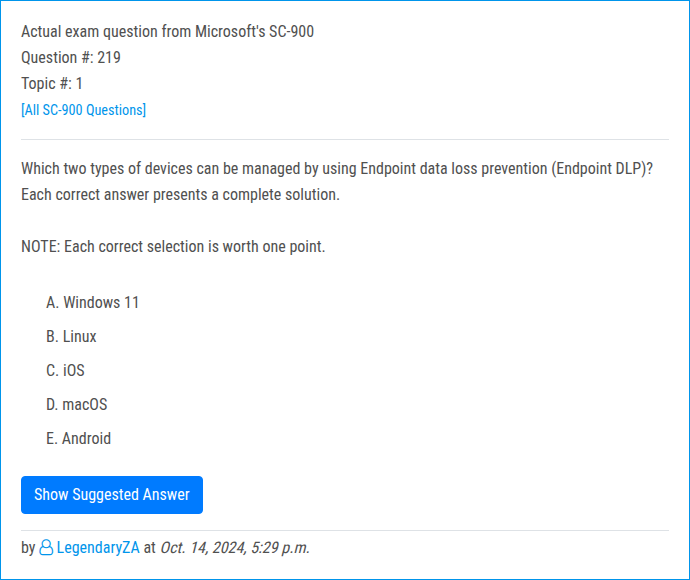 Actual exam question from Microsoft's SC-900
Question #: 219
Topic #: 1
[All SC-900 Questions]
Which two types of devices can be managed by using Endpoint data loss prevention (Endpoint DLP)?
Each correct answer presents a complete solution.
NOTE: Each correct selection is worth one point.
A. Windows 11
B. Linux
C. iOS
D. macOS
E. Android
Show Suggested Answer
by LegendaryZA at Oct. 14, 2024, 5:29 p.m.